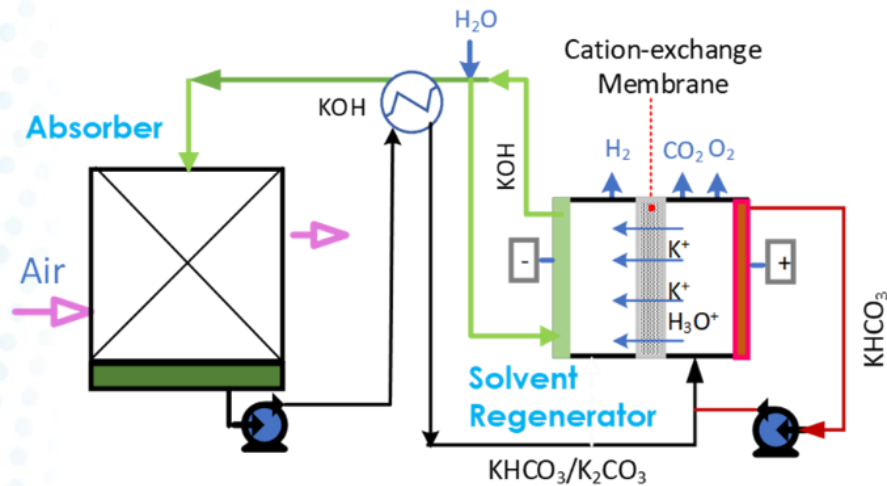 H₂O
Cation-exchange
Membrane
KOH
Absorber
H₂
CO₂
O₂
KOH
Air
-
+
K⁺
K⁺
H₃O⁺
KHCO₃
Solvent
Regenerator
KHCO₃/K₂CO₃